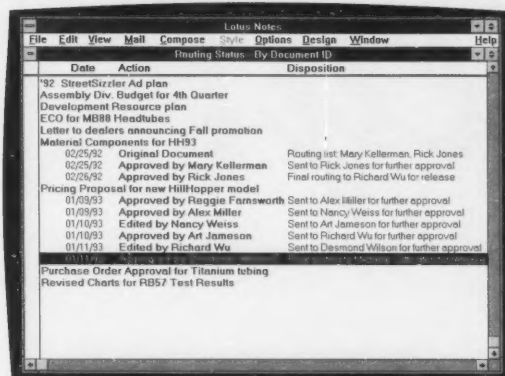 Lotus Notes
File Edit View Mail Compose Style Options Design Window Help
Routing Status - By Document ID
Date Action Disposition
'92 StreetSizzler Ad plan
Assembly Div. Budget for 4th Quarter
Development Resource plan
ECO for MB88 Headtubes
Letter to dealers announcing Fall promotion
Material Components for HH93
02/25/92 Original Document Routing list: Mary Kellerman, Rick Jones
02/25/92 Approved by Mary Kellerman Sent to Rick Jones for further approval
02/26/92 Approved by Rick Jones Final routing to Richard Wu for release
Pricing Proposal for new HillHopper model
01/09/93 Approved by Reggie Farnsworth Sent to Alex Miller for further approval
01/09/93 Approved by Alex Miller Sent to Nancy Weiss for further approval
01/10/93 Edited by Nancy Weiss Sent to Art Jameson for further approval
01/10/93 Approved by Art Jameson Sent to Richard Wu for further approval
01/11/93 Edited by Richard Wu Sent to Desmond Wilson for further approval
Purchase Order Approval for Titanium tubing
Revised Charts for RB57 Test Results